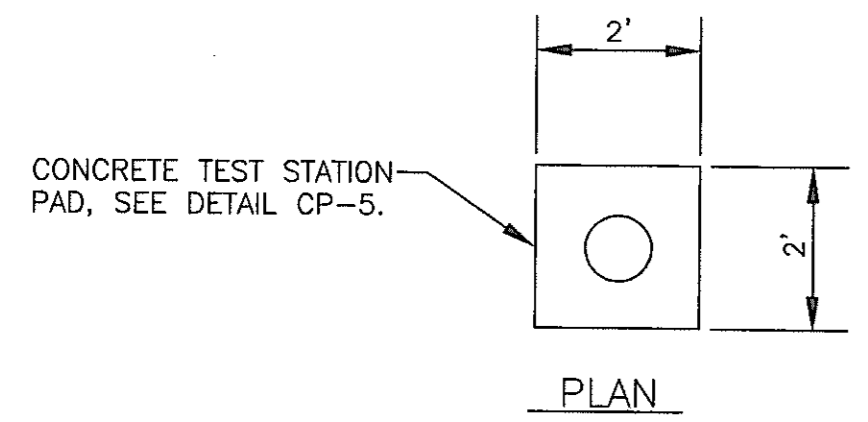 2'
CONCRETE TEST STATION
PAD, SEE DETAIL CP-5.
2'
PLAN